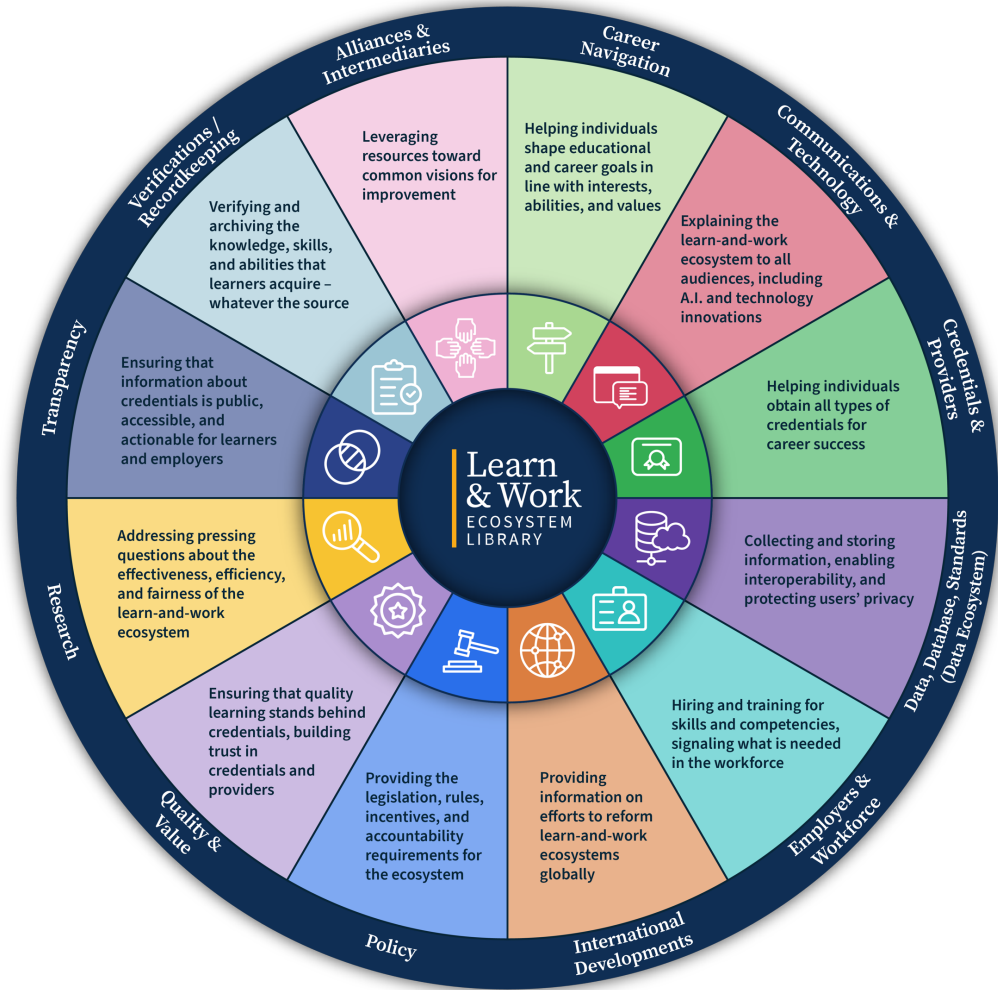 Learn
& Work
ECOSYSTEM
LIBRARY
Career
Navigation
Helping individuals
shape educational
and career goals in
line with interests,
abilities, and values
Communications &
Technology
Explaining the
learn-and-work
ecosystem to all
audiences, including
A.I. and technology
innovations
Credentials &
Providers
Helping individuals
obtain all types of
credentials for
career success
Data, Database, Standards
(Data Ecosystem)
Collecting and storing
information, enabling
interoperability, and
protecting users’ privacy
Employers &
Workforce
Hiring and training for
skills and competencies,
signaling what is needed
in the workforce
International
Developments
Providing
information on
efforts to reform
learn-and-work
ecosystems
globally
Policy
Providing the
legislation, rules,
incentives, and
accountability
requirements for
the ecosystem
Quality &
Value
Ensuring that quality
learning stands behind
credentials, building
trust in
credentials and
providers
Research
Addressing pressing
questions about the
effectiveness, efficiency,
and fairness of the
learn-and-work
ecosystem
Transparency
Ensuring that
information about
credentials is public,
accessible, and
actionable for learners
and employers
Verifications /
Recordkeeping
Verifying and
archiving the
knowledge, skills,
and abilities that
learners acquire –
whatever the source
Alliances &
Intermediaries
Leveraging
resources toward
common visions for
improvement